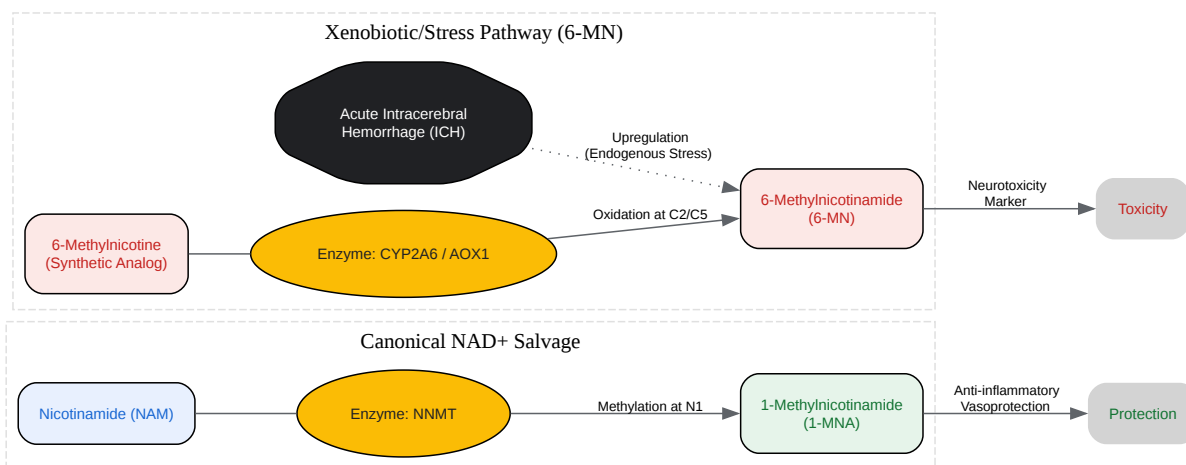 Xenobiotic/Stress Pathway (6-MN)
Acute Intracerebral
Hemorrhage (ICH)
Upregulation
(Endogenous Stress)
6-Methylnicotinamide
(6-MN)
Neurotoxicity
Marker
Toxicity
Oxidation at C2/C5
6-Methylnicotine
(Synthetic Analog)
Enzyme: CYP2A6 / AOX1
Canonical NAD+ Salvage
Nicotinamide (NAM)
Enzyme: NNMT
Methylation at N1
1-Methylnicotinamide
(1-MNA)
Anti-inflammatory
Vasoprotection
Protection